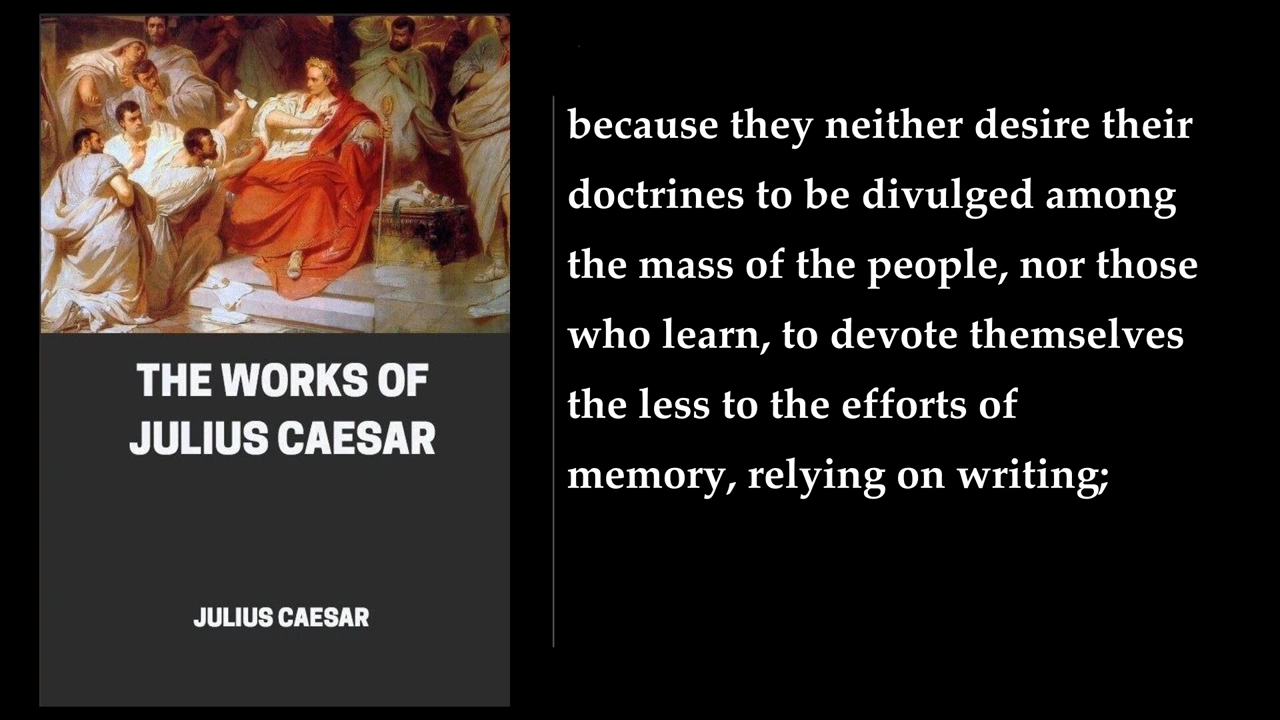 THE WORKS OF
JULIUS CAESAR
JULIUS CAESAR
because they neither desire their
doctrines to be divulged among
the mass of the people, nor those
who learn, to devote themselves
the less to the efforts of
memory, relying on writing;